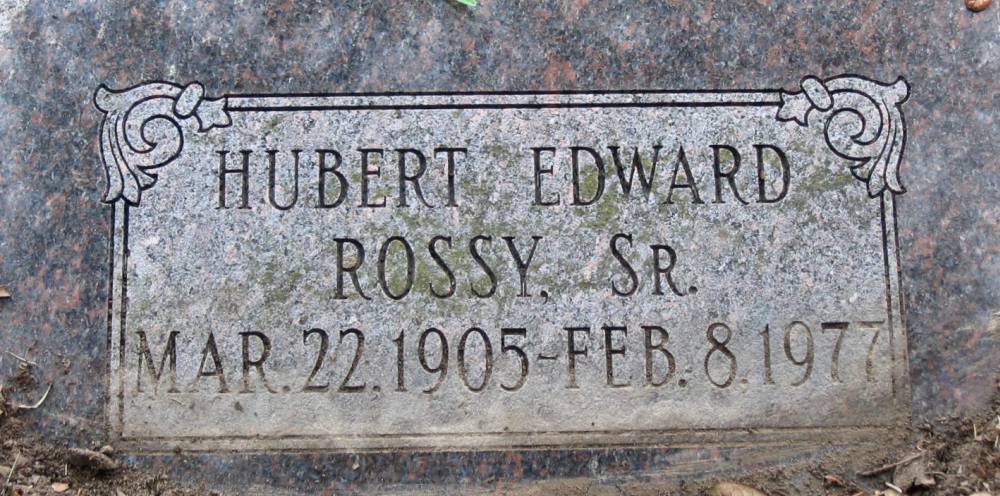 HUBERT EDWARD
ROSSY, SR.
MAR. 22, 1905-FEB. 8, 1977